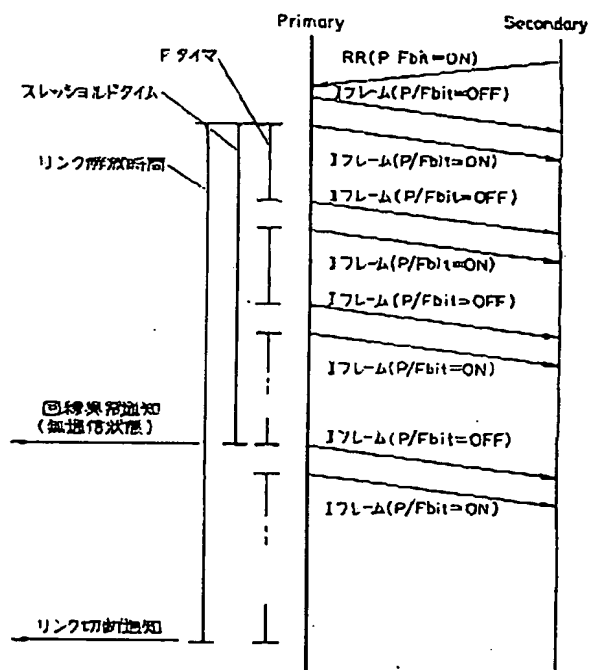 Primary
Secondary
F タイマ
RR(P Fbit=ON)
スレッショルドタイム
Iフレーム(P/Fbit=OFF)
リンク解放時間
Iフレーム(P/Fbit=ON)
Iフレーム(P/Fbit=OFF)
Iフレーム(P/Fbit=ON)
Iフレーム(P/Fbit=OFF)
Iフレーム(P/Fbit=ON)
回線異常通知
(無通信状態)
Iフレーム(P/Fbit=OFF)
Iフレーム(P/Fbit=ON)
リンク切断通知